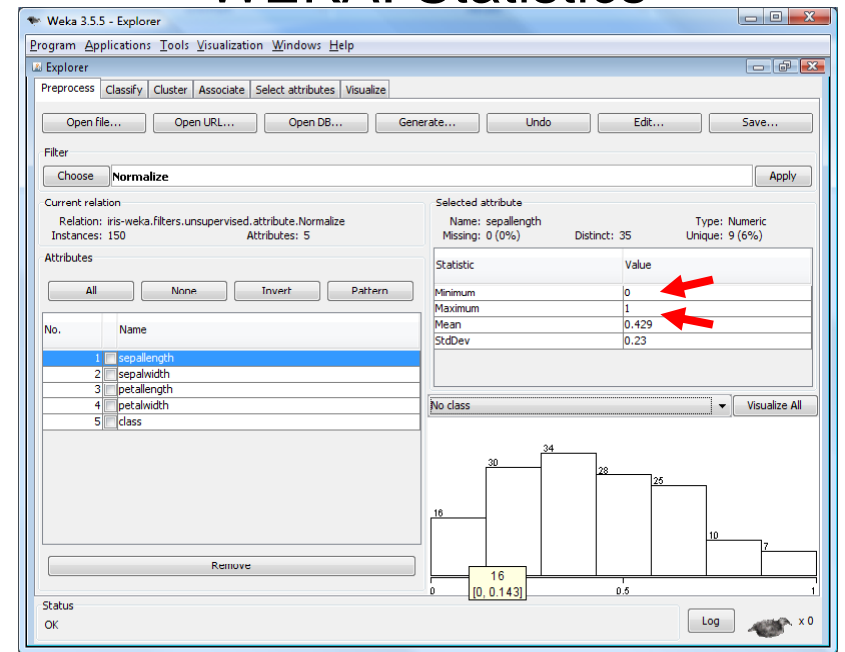 WEKA: Statistics
Weka 3.5.5 - Explorer
Program Applications Tools Visualization Windows Help
Explorer
Preprocess Classify Cluster Associate Select attributes Visualize
Open file... Open URL... Open DB... Generate... Undo Edit... Save...
Filter
Choose Normalize Apply
Current relation
Relation: iris-weka.filters.unsupervised.attribute.Normalize
Instances: 150 Attributes: 5
Attributes
All None Invert Pattern
No. Name
1 sepallength
2 sepalwidth
3 petallength
4 petalwidth
5 class
Remove
Selected attribute
Name: sepallength Type: Numeric
Missing: 0 (0%) Distinct: 35 Unique: 9 (6%)
Statistic Value
Minimum 0
Maximum 1
Mean 0.429
StdDev 0.23
No class Visualize All
16 30 34 28 25 10 7
16
[0, 0.143]
0 0.5 1
Status
OK Log x 0